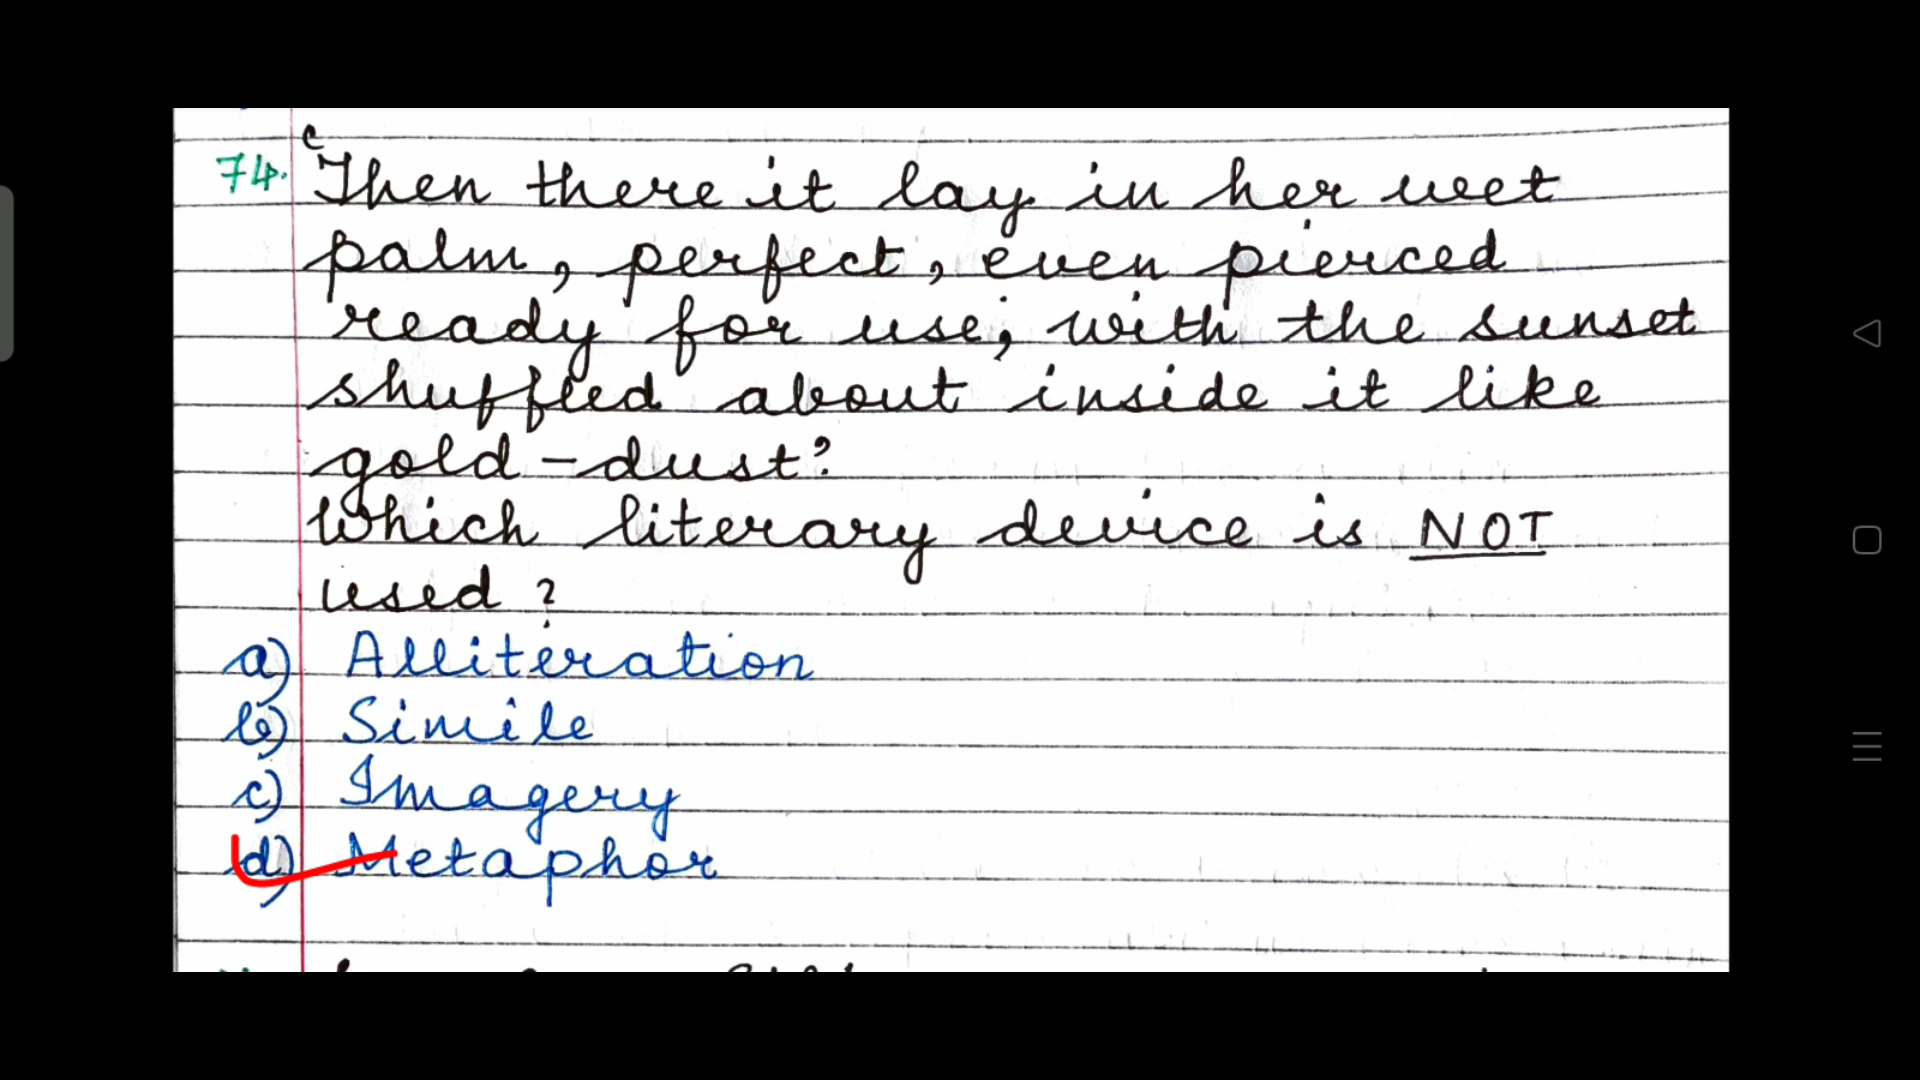 74. 'Then there it lay in her wet
palm, perfect, even pierced
ready for use, with the sunset
shuffled about inside it like
gold-dust?
Which literary device is NOT
used ?
a) Alliteration
b) Simile
c) Imagery
d) Metaphor